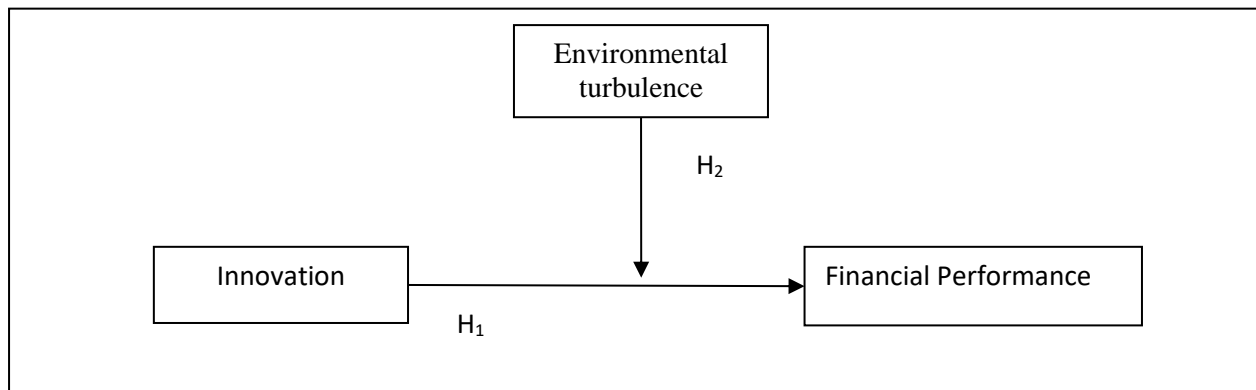 Environmental
turbulence
H₂
Innovation
Financial Performance
H₁